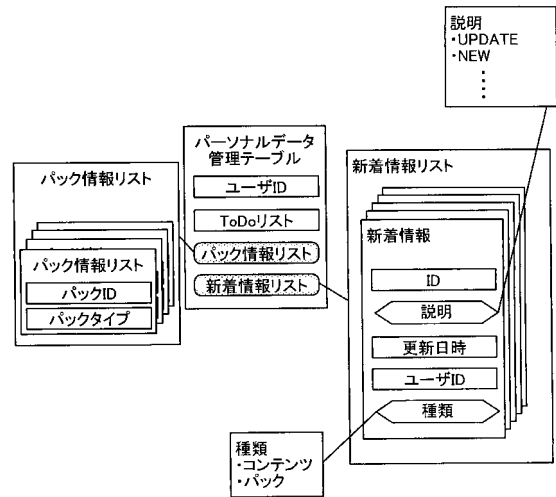 説明
・UPDATE
・NEW
パーソナルデータ
管理テーブル
ユーザID
ToDoリスト
パック情報リスト
新着情報リスト
パック情報リスト
パック情報リスト
パックID
パックタイプ
新着情報リスト
新着情報
ID
説明
更新日時
ユーザID
種類
種類
・コンテンツ
・パック